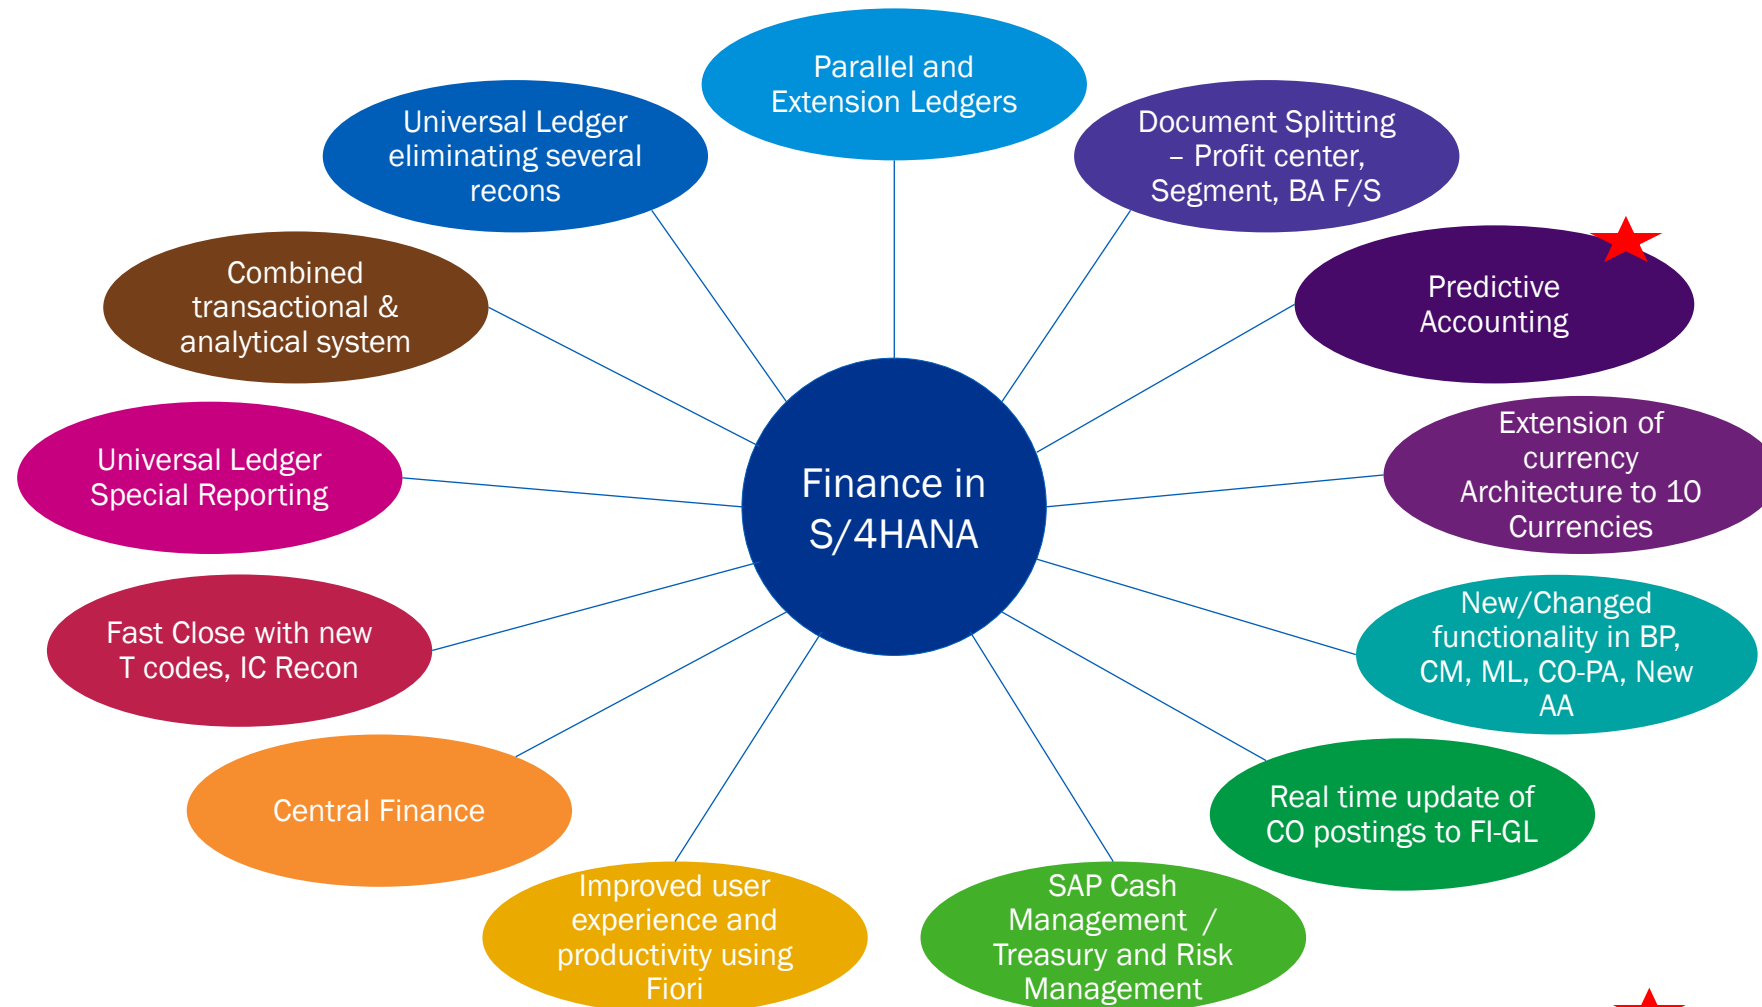 Parallel and
Extension Ledgers
Universal Ledger
eliminating several
recons
Document Splitting
– Profit center,
Segment, BA F/S
Combined
transactional &
analytical system
Predictive
Accounting
Universal Ledger
Special Reporting
Extension of
currency
Architecture to 10
Currencies
Finance in
S/4HANA
Fast Close with new
T codes, IC Recon
New/Changed
functionality in BP,
CM, ML, CO-PA, New
AA
Central Finance
Real time update of
CO postings to FI-GL
Improved user
experience and
productivity using
Fiori
SAP Cash
Management /
Treasury and Risk
Management